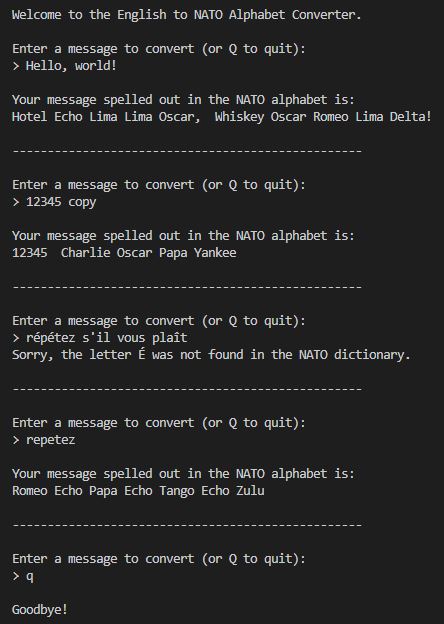 Welcome to the English to NATO Alphabet Converter.
Enter a message to convert (or Q to quit):
> Hello, world!
Your message spelled out in the NATO alphabet is:
Hotel Echo Lima Lima Oscar,  Whiskey Oscar Romeo Lima Delta!
--------------------------------------------------
Enter a message to convert (or Q to quit):
> 12345 copy
Your message spelled out in the NATO alphabet is:
12345  Charlie Oscar Papa Yankee
--------------------------------------------------
Enter a message to convert (or Q to quit):
> répétez s'il vous plaît
Sorry, the letter É was not found in the NATO dictionary.
--------------------------------------------------
Enter a message to convert (or Q to quit):
> repetez
Your message spelled out in the NATO alphabet is:
Romeo Echo Papa Echo Tango Echo Zulu
--------------------------------------------------
Enter a message to convert (or Q to quit):
> q
Goodbye!